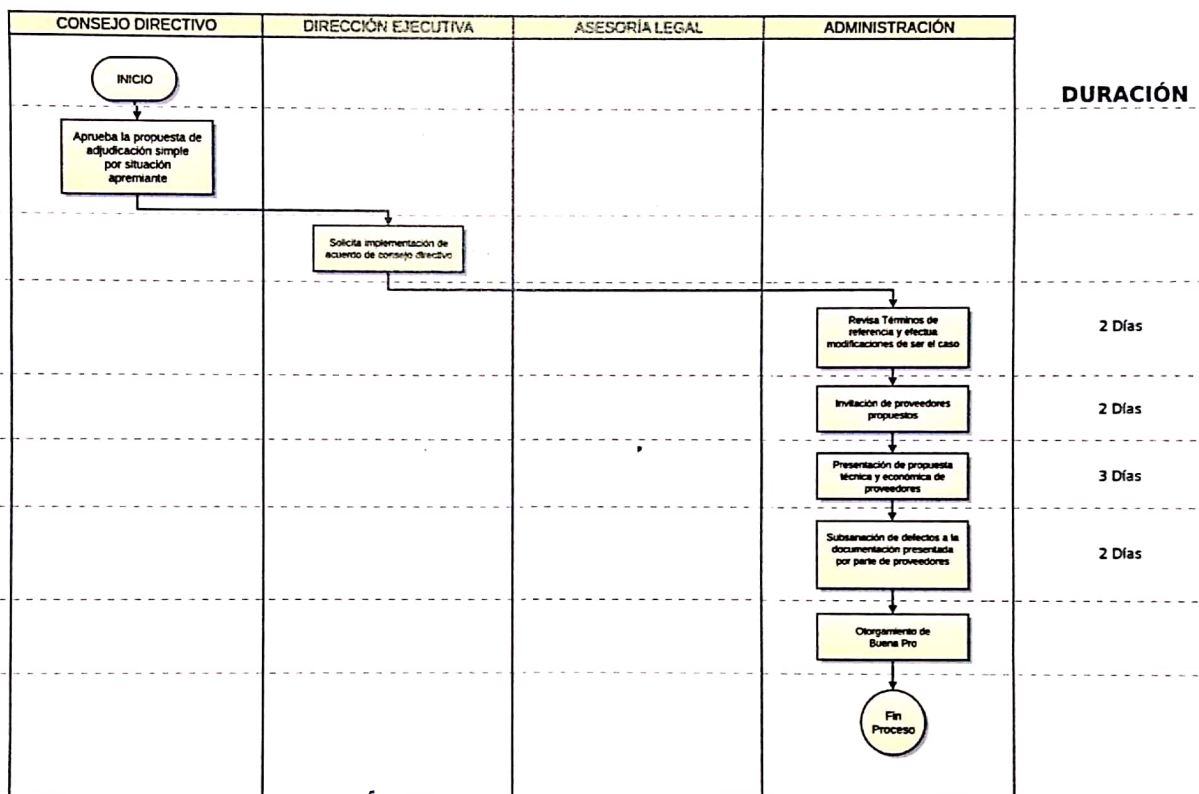 CONSEJO DIRECTIVO
DIRECCIÓN EJECUTIVA
ASESORÍA LEGAL
ADMINISTRACIÓN
DURACIÓN
INICIO
Aprueba la propuesta de
adjudicación simple
por situación
apremiante
Solicita implementación de
acuerdo de consejo directivo
Revisa Términos de
referencia y efectua
modificaciones de ser el caso
2 Días
Invitación de proveedores
propuestos
2 Días
Presentación de propuesta
técnica y económica de
proveedores
3 Días
Subsanación de defectos a la
documentación presentada
por parte de proveedores
2 Días
Otorgamiento de
Buena Pro
Fin
Proceso